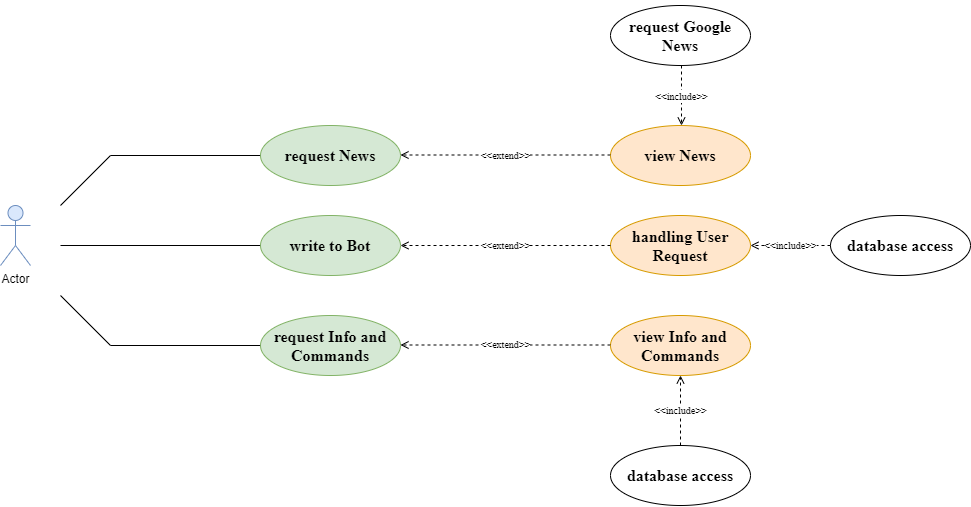 request Google
News
<<include>>
request News
<<extend>>
view News
Actor
write to Bot
<<extend>>
handling User
Request
<<include>>
database access
request Info and
Commands
<<extend>>
view Info and
Commands
<<include>>
database access